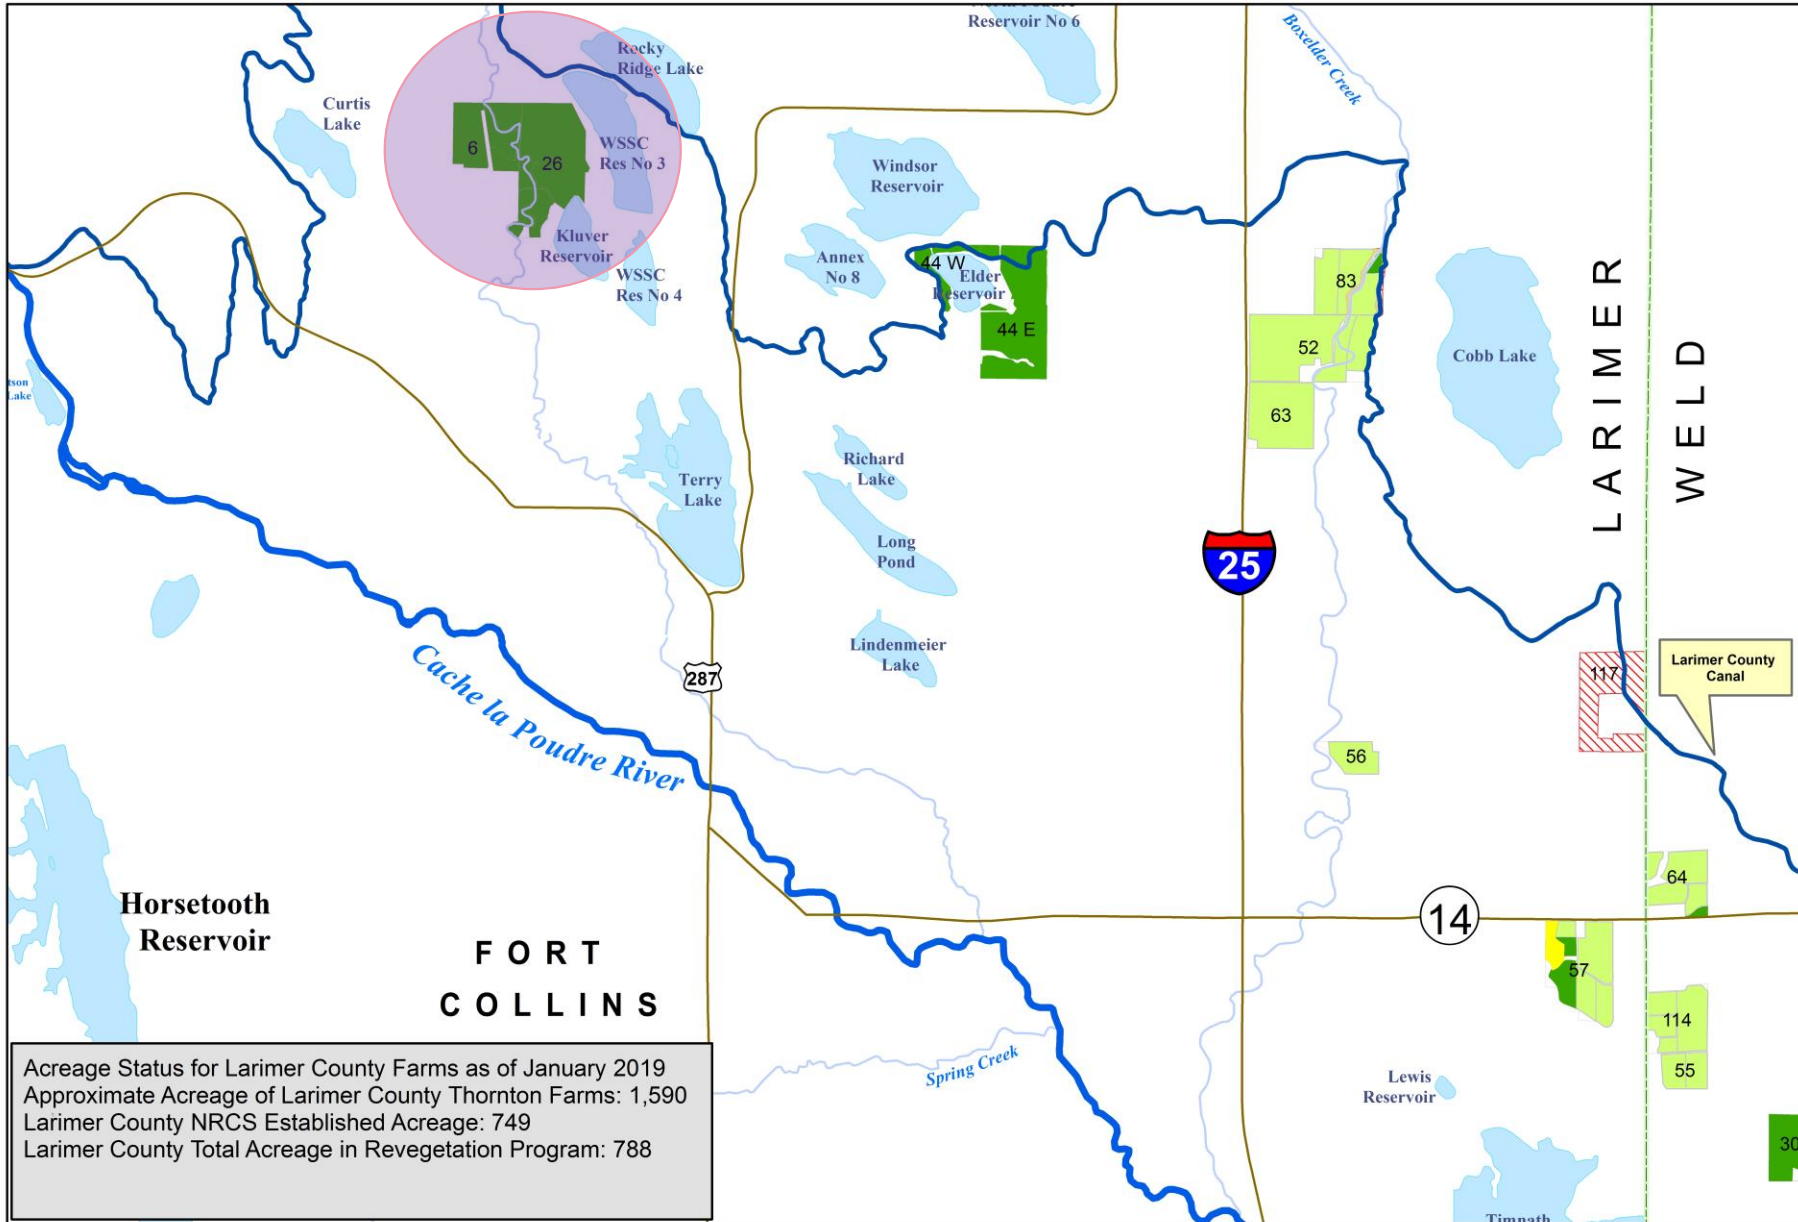 Reservoir No 6
Boxelder Creek
Rocky
Ridge Lake
Curtis
Lake
6
26
WSSC
Res No 3
Windsor
Reservoir
Kluver
Reservoir
WSSC
Res No 4
Annex
No 8
44 W
Elder
Reservoir
44 E
83
52
63
Cobb Lake
LARIMER
WELD
Lake
Richard
Lake
Terry
Lake
Long
Pond
25
Lindenmeier
Lake
287
117
Larimer County
Canal
Cache la Poudre River
56
64
Horsetooth
Reservoir
14
FORT
COLLINS
57
114
55
Spring Creek
Lewis
Reservoir
30
Timnath
Acreage Status for Larimer County Farms as of January 2019
Approximate Acreage of Larimer County Thornton Farms: 1,590
Larimer County NRCS Established Acreage: 749
Larimer County Total Acreage in Revegetation Program: 788